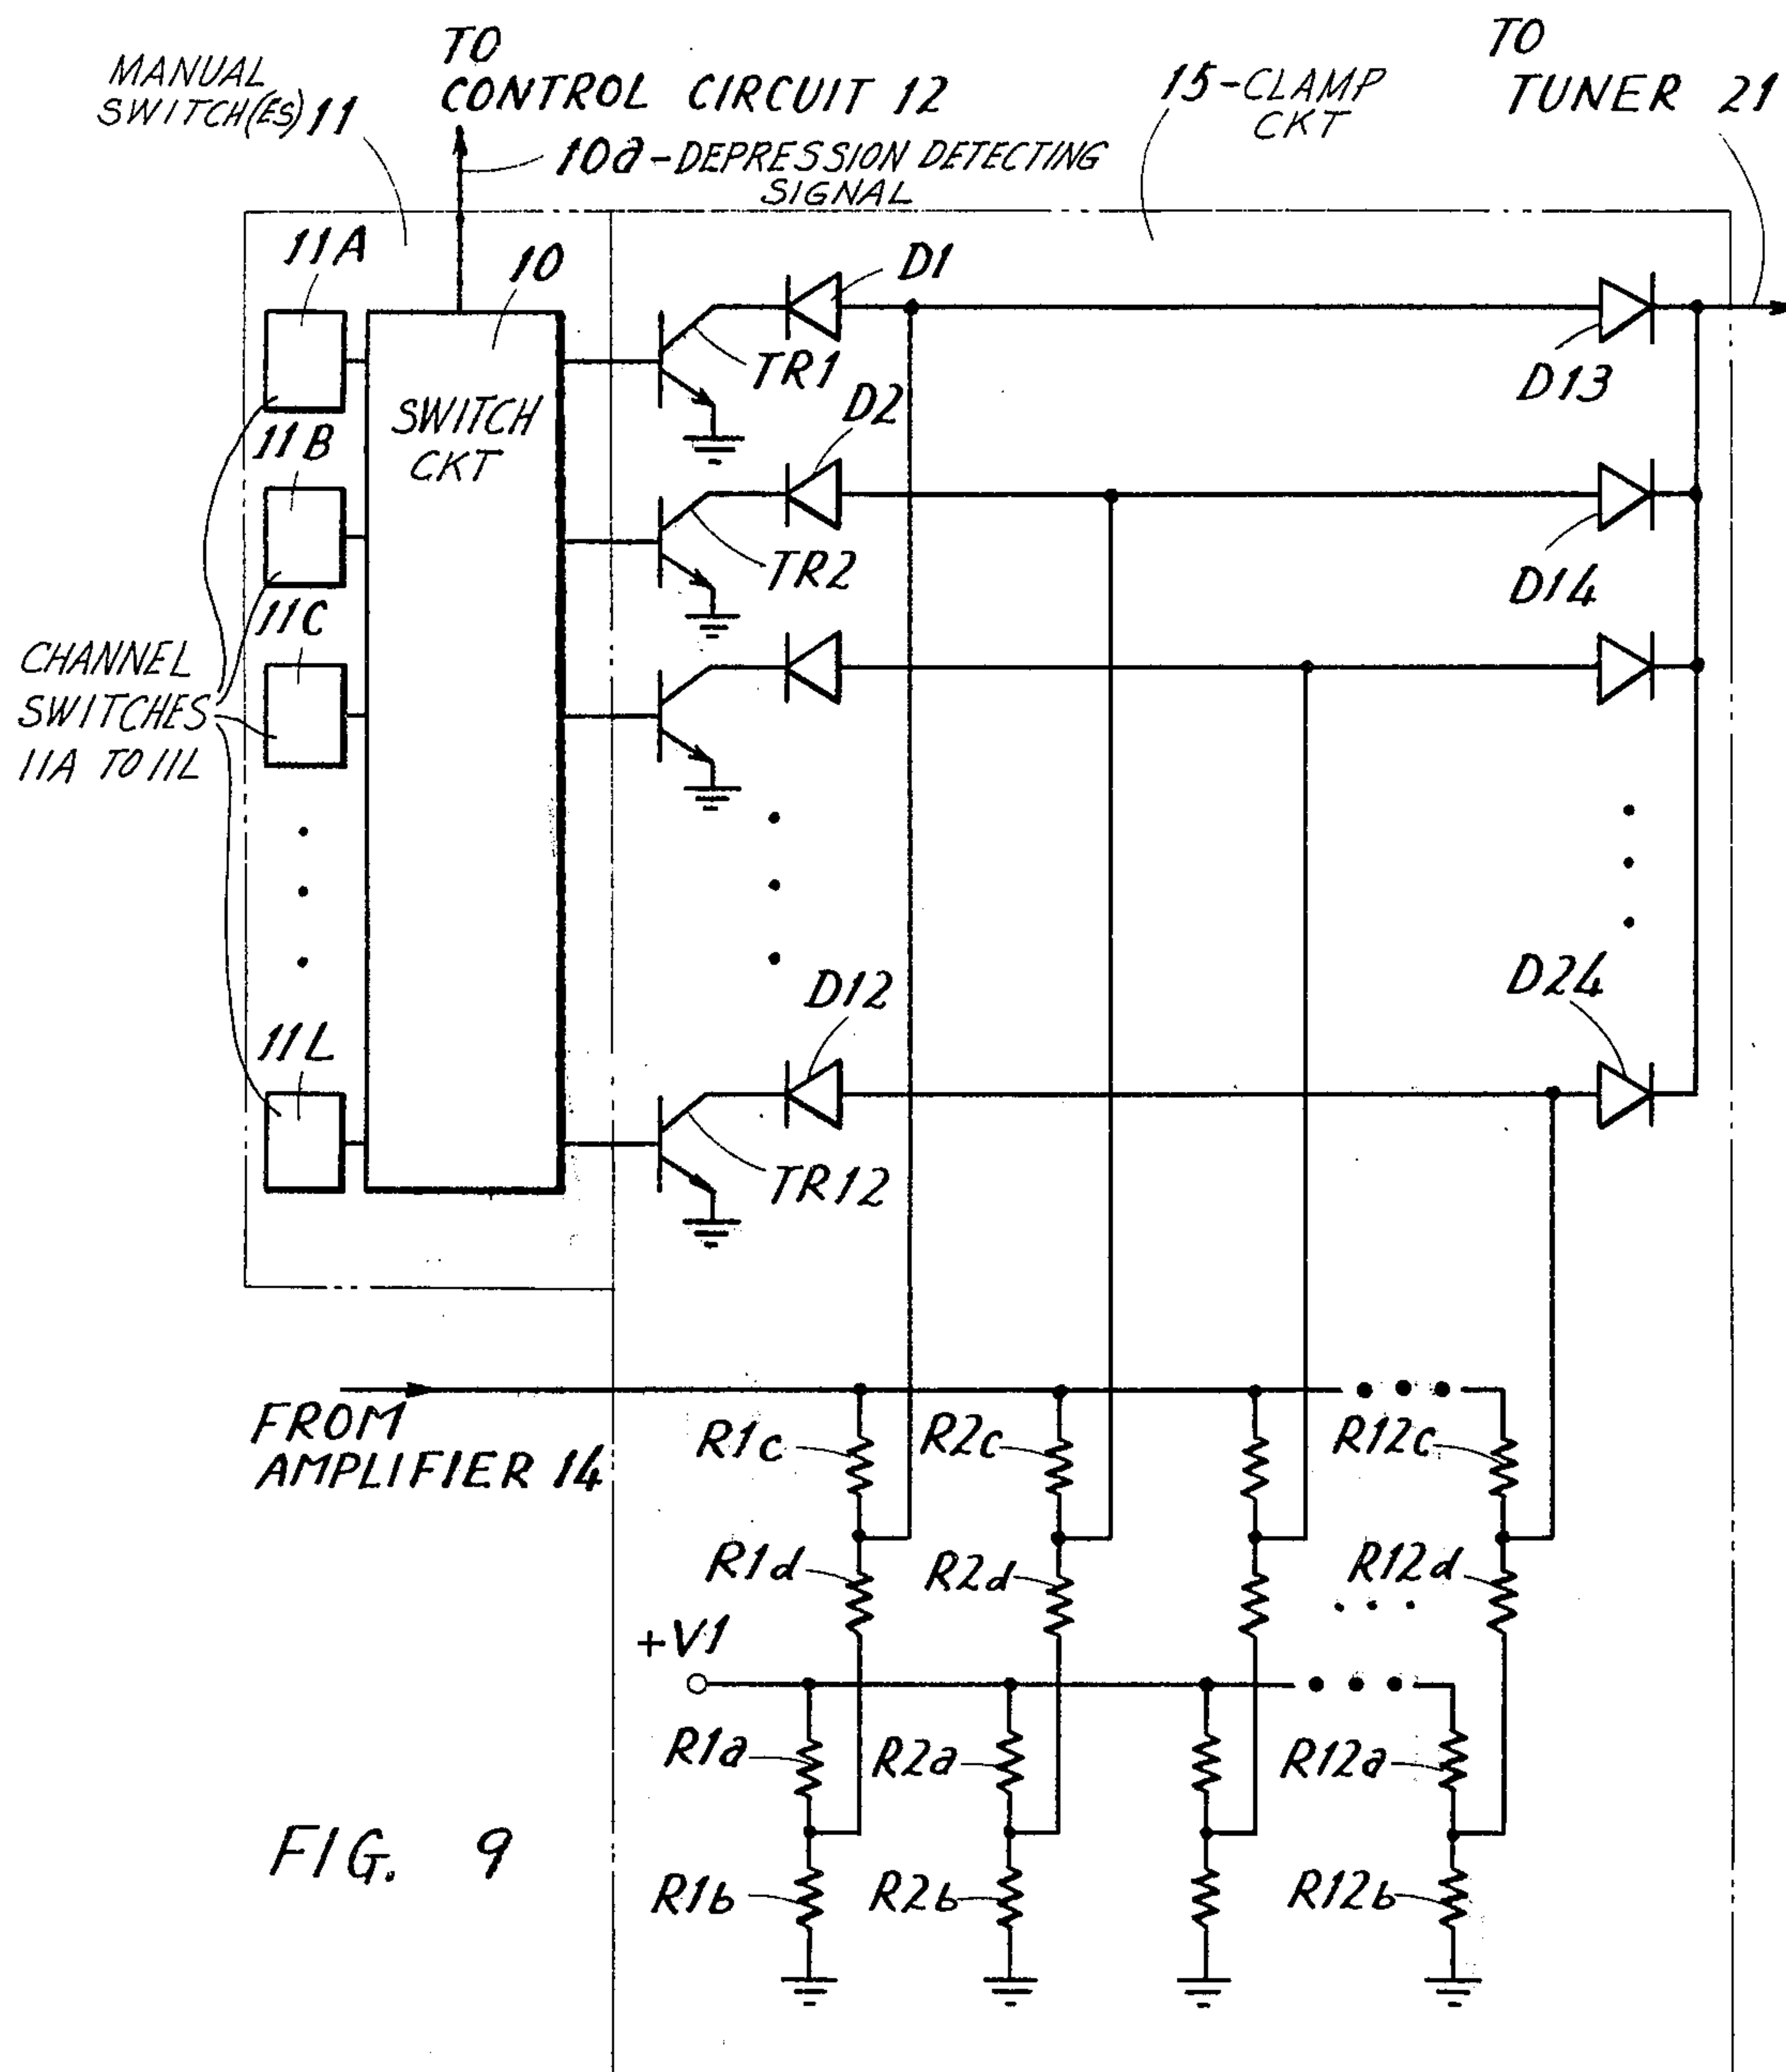 MANUAL
SWITCH(ES) 11
TO
CONTROL CIRCUIT 12
10a-DEPRESSION DETECTING
SIGNAL
15-CLAMP
CKT
TO
TUNER 21
11A
10
D1
TR1
D13
SWITCH
CKT
11B
D2
TR2
D14
11C
CHANNEL
SWITCHES
11A TO 11L
D12
D24
11L
TR12
FROM
AMPLIFIER 14
R1c
R2c
R12c
R1d
R2d
R12d
+V1
R1a
R2a
R12a
R1b
R2b
R12b
FIG. 9